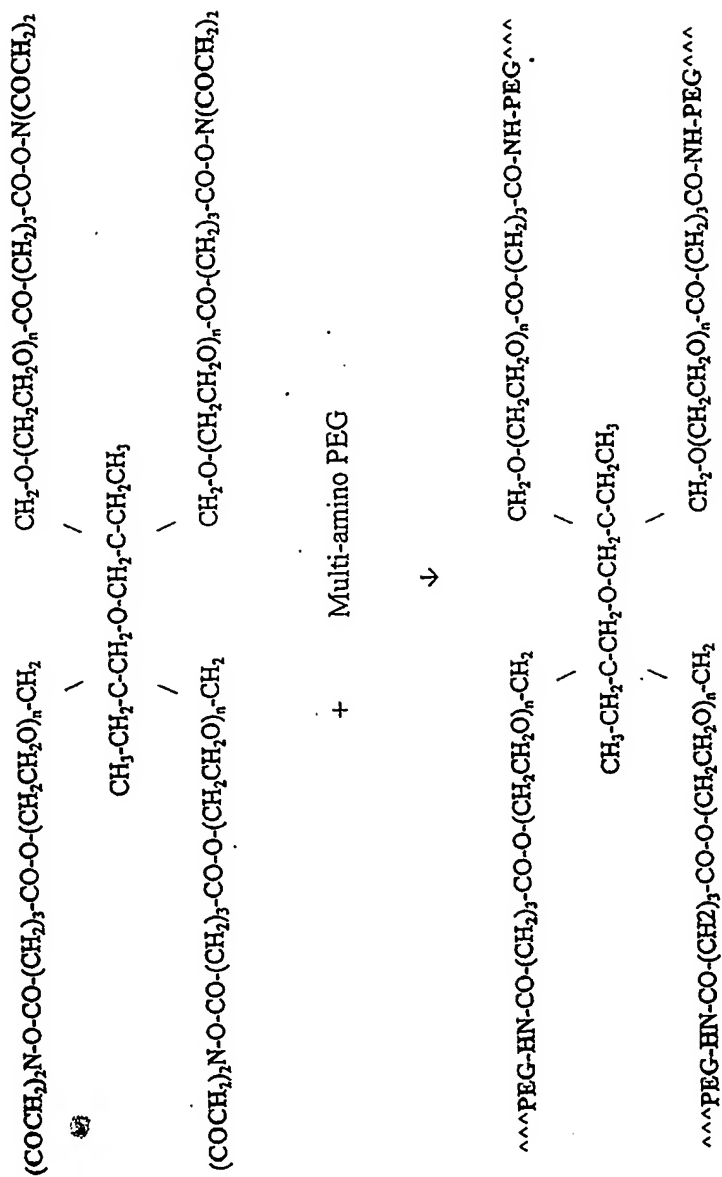 (COCH₂)₂N-O-CO-(CH₂)₃-CO-O-(CH₂CH₂O)ₙ-CH₂ CH₂-O-(CH₂CH₂O)ₙ-CO-(CH₂)₃-CO-O-N(COCH₂)₂
CH₃-CH₂-C-CH₂-O-CH₂-C-CH₂CH₃
(COCH₂)₂N-O-CO-(CH₂)₃-CO-O-(CH₂CH₂O)ₙ-CH₂ CH₂-O-(CH₂CH₂O)ₙ-CO-(CH₂)₃-CO-O-N(COCH₂)₂
+ Multi-amino PEG
↓
^^^PEG-HN-CO-(CH₂)₃-CO-O-(CH₂CH₂O)ₙ-CH₂ CH₂-O-(CH₂CH₂O)ₙ-CO-(CH₂)₃-CO-NH-PEG^^^
CH₃-CH₂-C-CH₂-O-CH₂-C-CH₂CH₃
^^^PEG-HN-CO-(CH2)₃-CO-O-(CH₂CH₂O)ₙ-CH₂ CH₂-O(CH₂CH₂O)ₙ-CO-(CH₂)₃CO-NH-PEG^^^